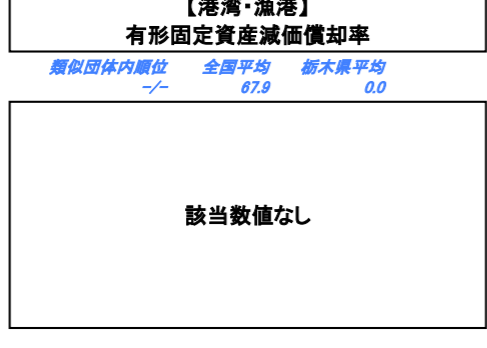 【港湾・漁港】
有形固定資産減価償却率
類似団体内順位 全国平均 栃木県平均
-/- 67.9 0.0
該当数値なし